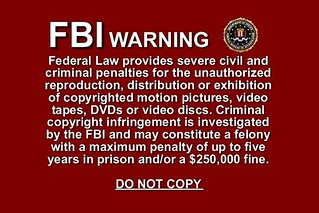 FBI WARNING
Federal Law provides severe civil and
criminal penalties for the unauthorized
reproduction, distribution or exhibition
of copyrighted motion pictures, video
tapes, DVDs or video discs. Criminal
copyright infringement is investigated
by the FBI and may constitute a felony
with a maximum penalty of up to five
years in prison and/or a $250,000 fine.
DO NOT COPY